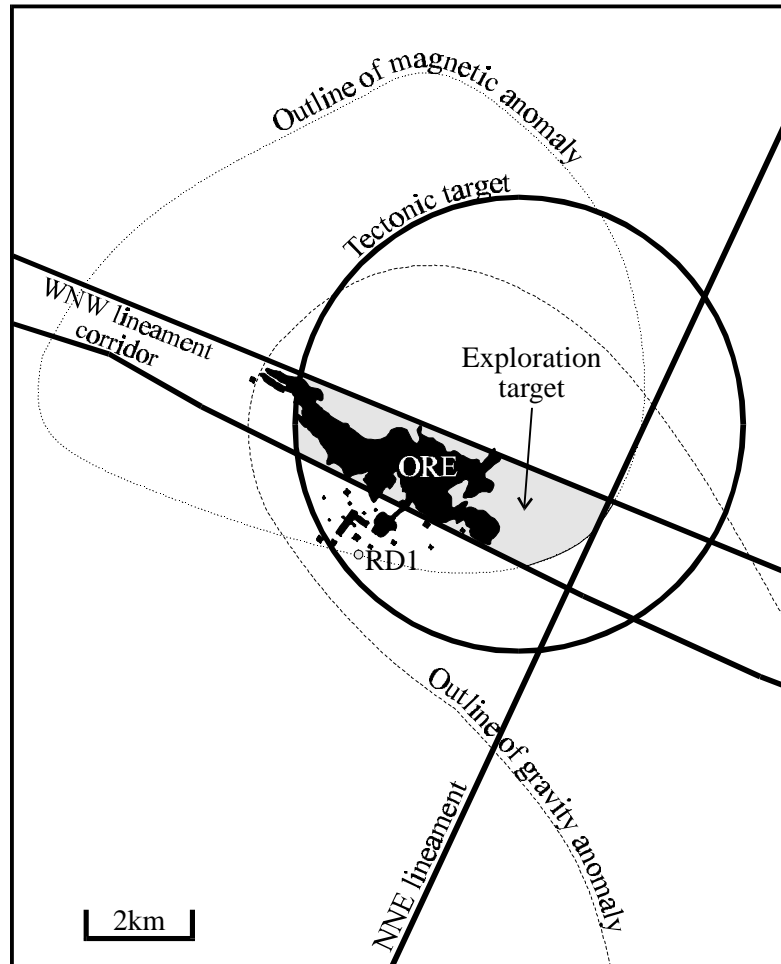 Outline of magnetic anomaly
Tectonic target
WNW lineament
corridor
Exploration
target
ORE
RD1
Outline of gravity anomaly
NNE lineament
2km